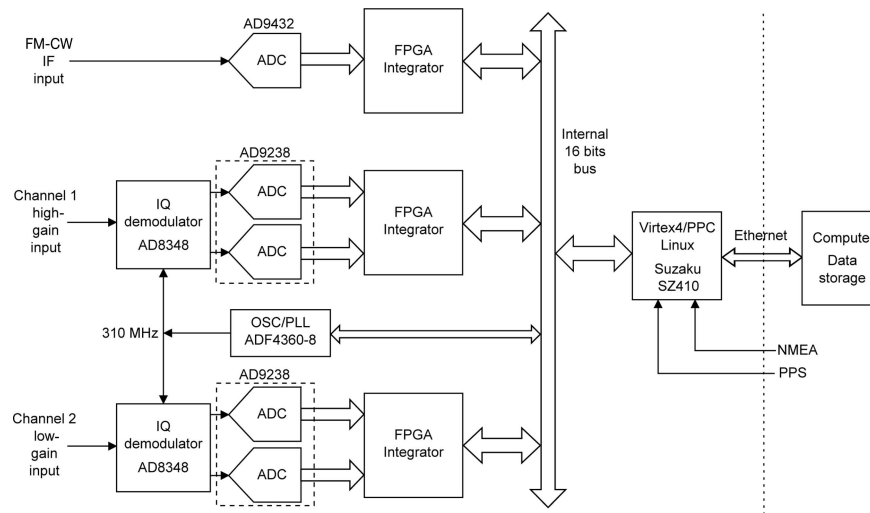 AD9432
FM-CW
IF
input
ADC
FPGA
Integrator
Internal
16 bits
bus
AD9238
Channel 1
high-
gain
input
IQ
demodulator
AD8348
ADC
ADC
FPGA
Integrator
Virtex4/PPC
Linux
Suzaku
SZ410
Ethernet
Compute
Data
storage
310 MHz
OSC/PLL
ADF4360-8
NMEA
PPS
AD9238
Channel 2
low-
gain
input
IQ
demodulator
AD8348
ADC
ADC
FPGA
Integrator